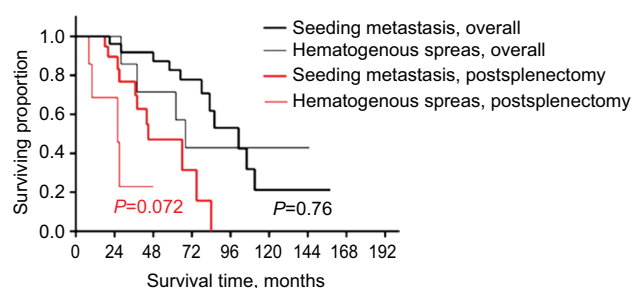 Seeding metastasis, overall
Hematogenous spreas, overall
Seeding metastasis, postsplenectomy
Hematogenous spreas, postsplenectomy
Surviving proportion
1.0
0.8
0.6
0.4
0.2
0.0
P=0.072
P=0.76
0 24 48 72 96 120 144 168 192
Survival time, months